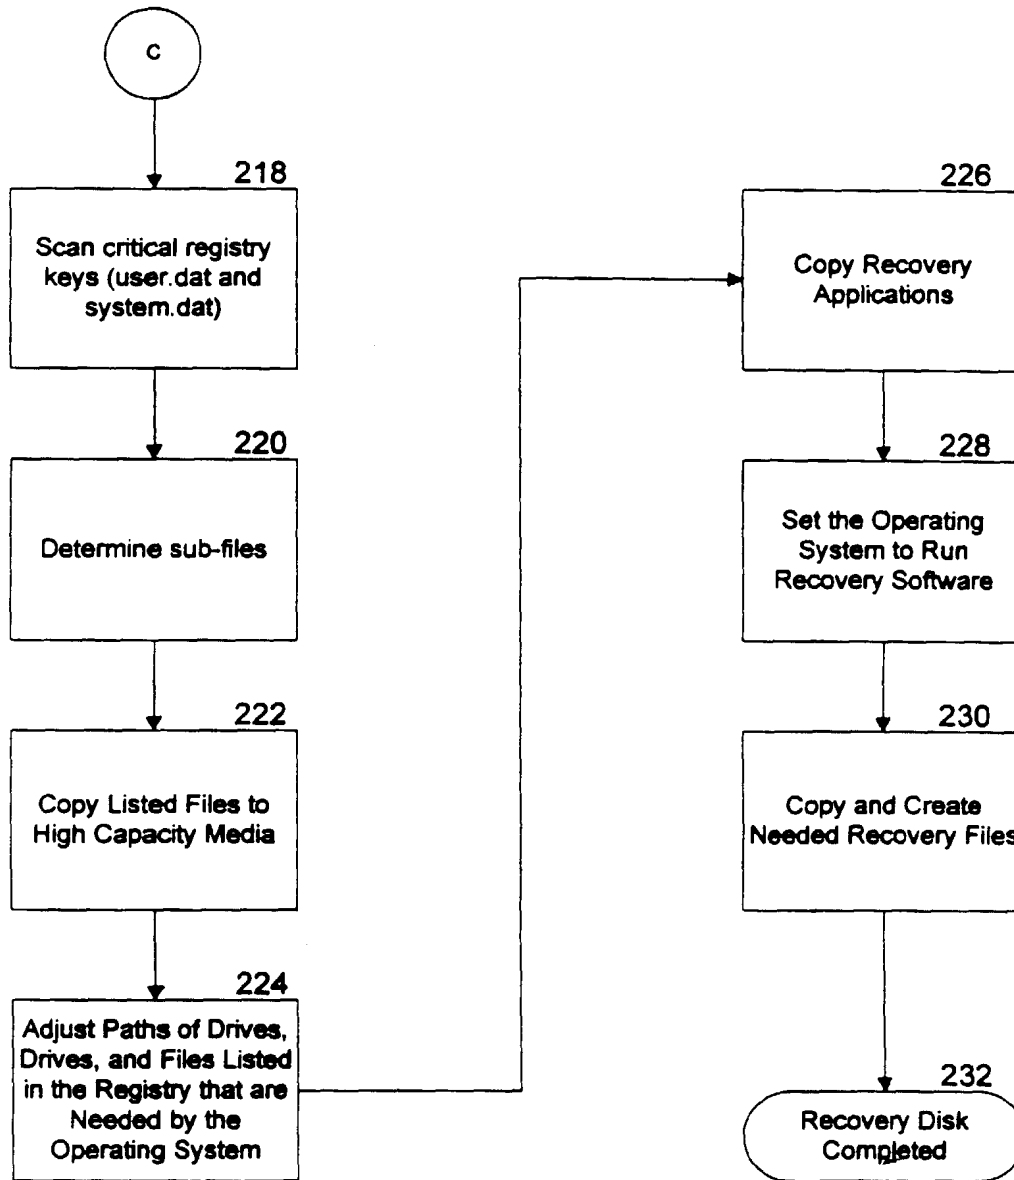 C
218
Scan critical registry
keys (user.dat and
system.dat)
220
Determine sub-files
222
Copy Listed Files to
High Capacity Media
224
Adjust Paths of Drives,
Drives, and Files Listed
in the Registry that are
Needed by the
Operating System
226
Copy Recovery
Applications
228
Set the Operating
System to Run
Recovery Software
230
Copy and Create
Needed Recovery Files
232
Recovery Disk
Completed